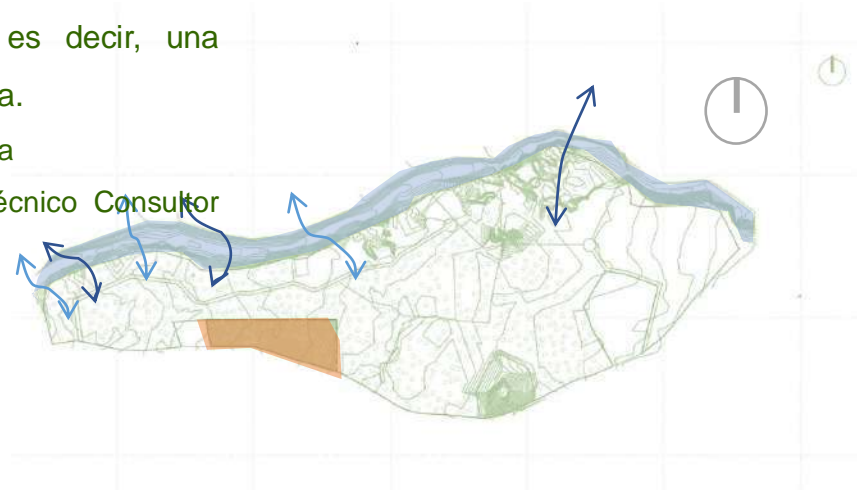 es decir, una
a.
a
écnico Consultor